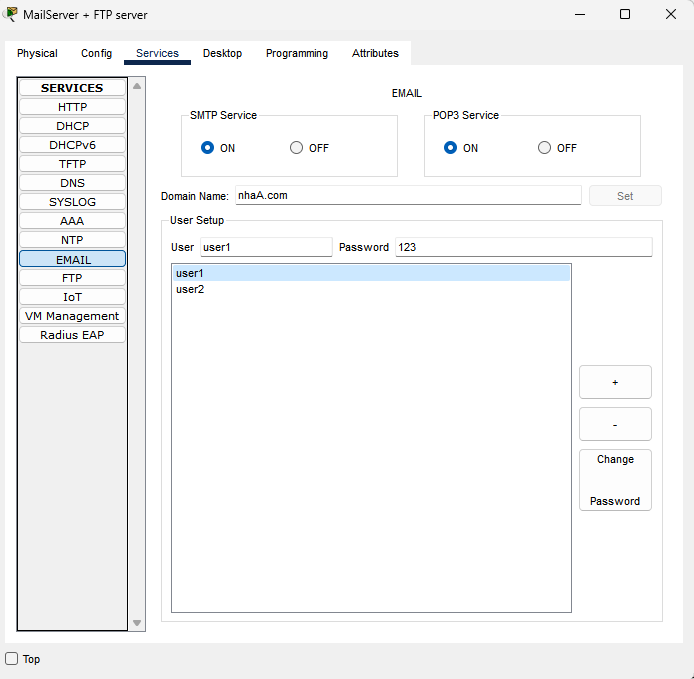 MailServer + FTP server
Physical Config Services Desktop Programming Attributes
SERVICES
HTTP
DHCP
DHCPv6
TFTP
DNS
SYSLOG
AAA
NTP
EMAIL
FTP
IoT
VM Management
Radius EAP
EMAIL
SMTP Service
ON OFF
POP3 Service
ON OFF
Domain Name: nhaA.com Set
User Setup
User user1 Password 123
user1
user2
+
-
Change
Password
Top